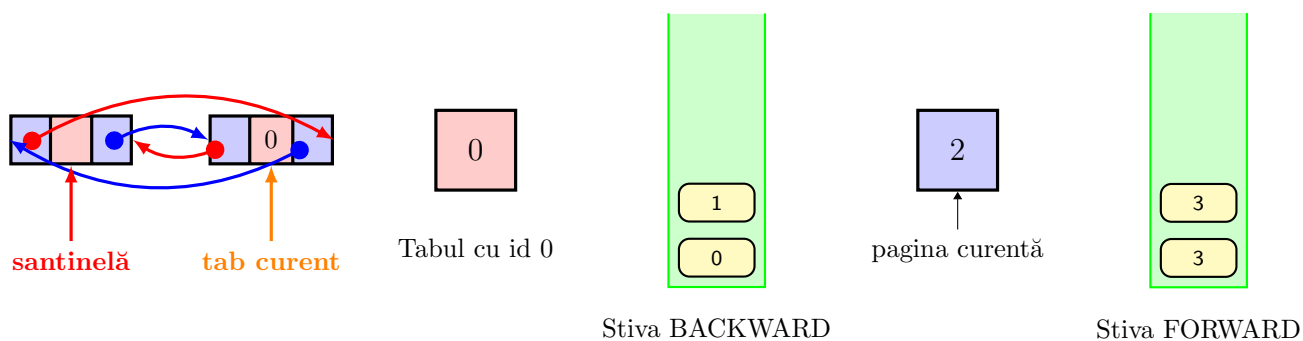 0
santinelă
tab curent
0
Tabul cu id 0
1
0
Stiva BACKWARD
2
pagina curentă
3
3
Stiva FORWARD